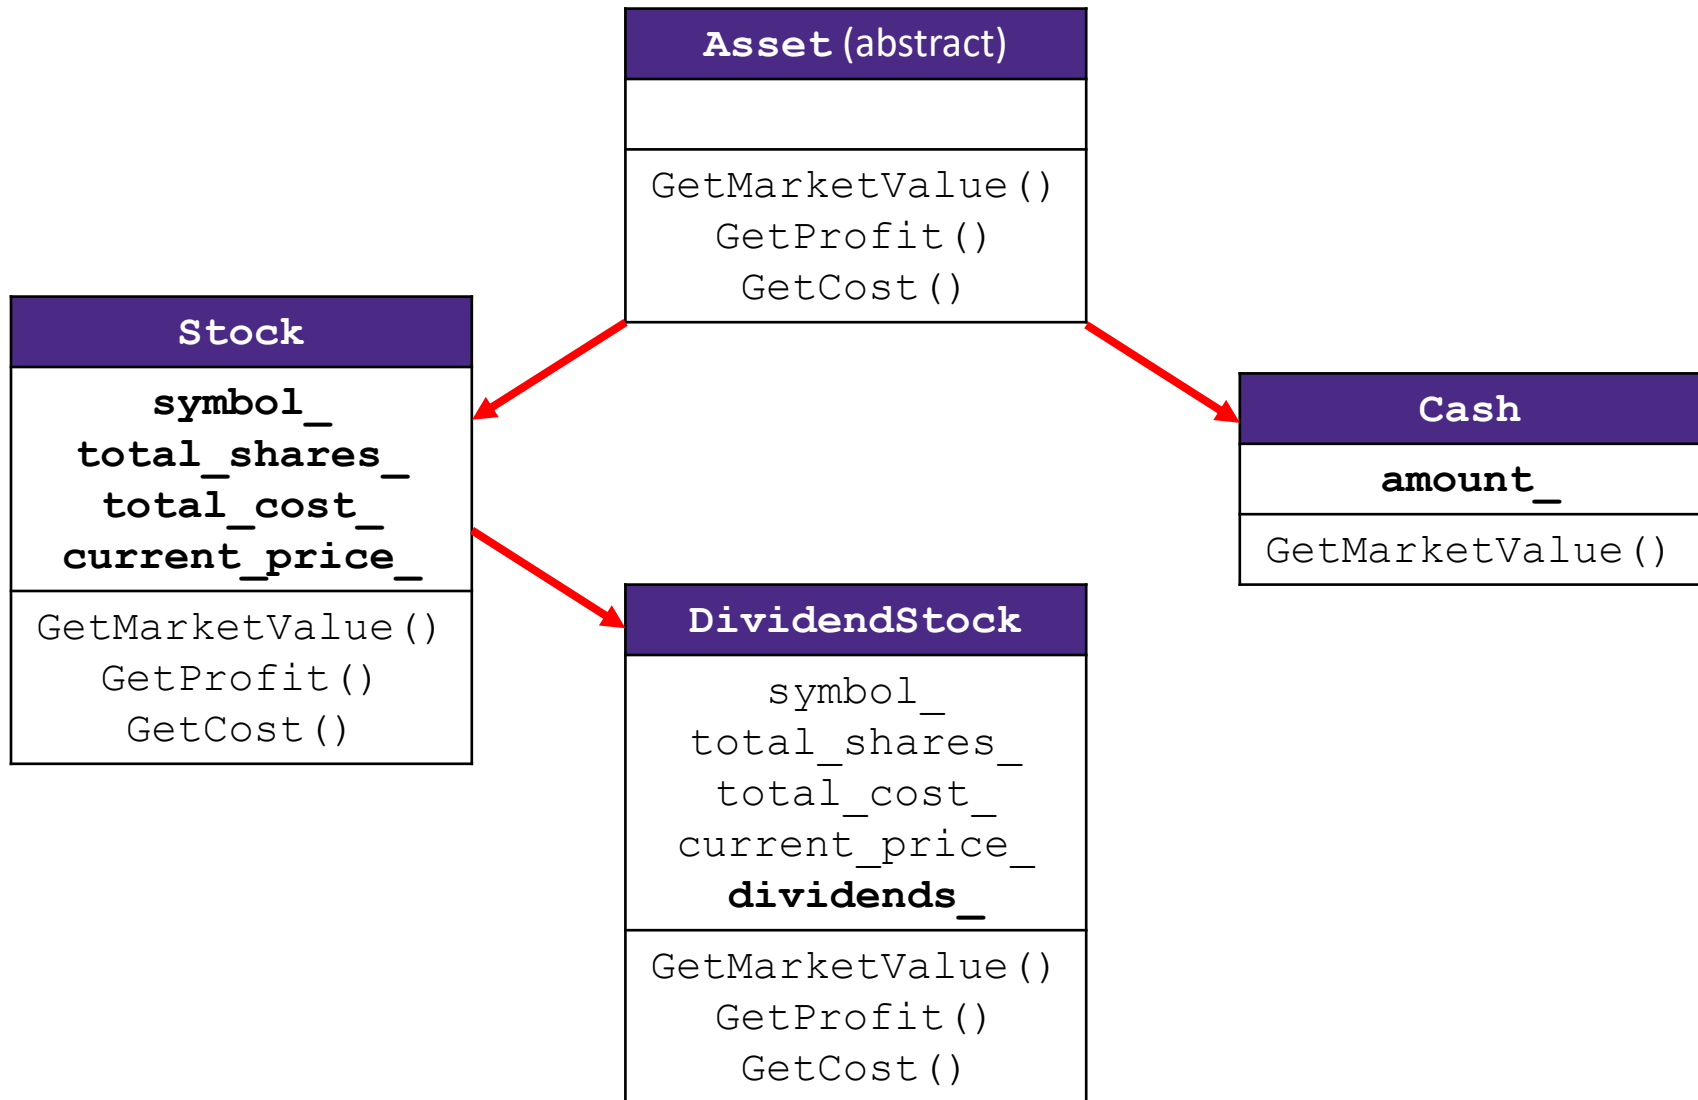 Asset (abstract)
GetMarketValue()
GetProfit()
GetCost()
Stock
symbol_
total_shares_
total_cost_
current_price_
GetMarketValue()
GetProfit()
GetCost()
Cash
amount_
GetMarketValue()
DividendStock
symbol_
total_shares_
total_cost_
current_price_
dividends_
GetMarketValue()
GetProfit()
GetCost()